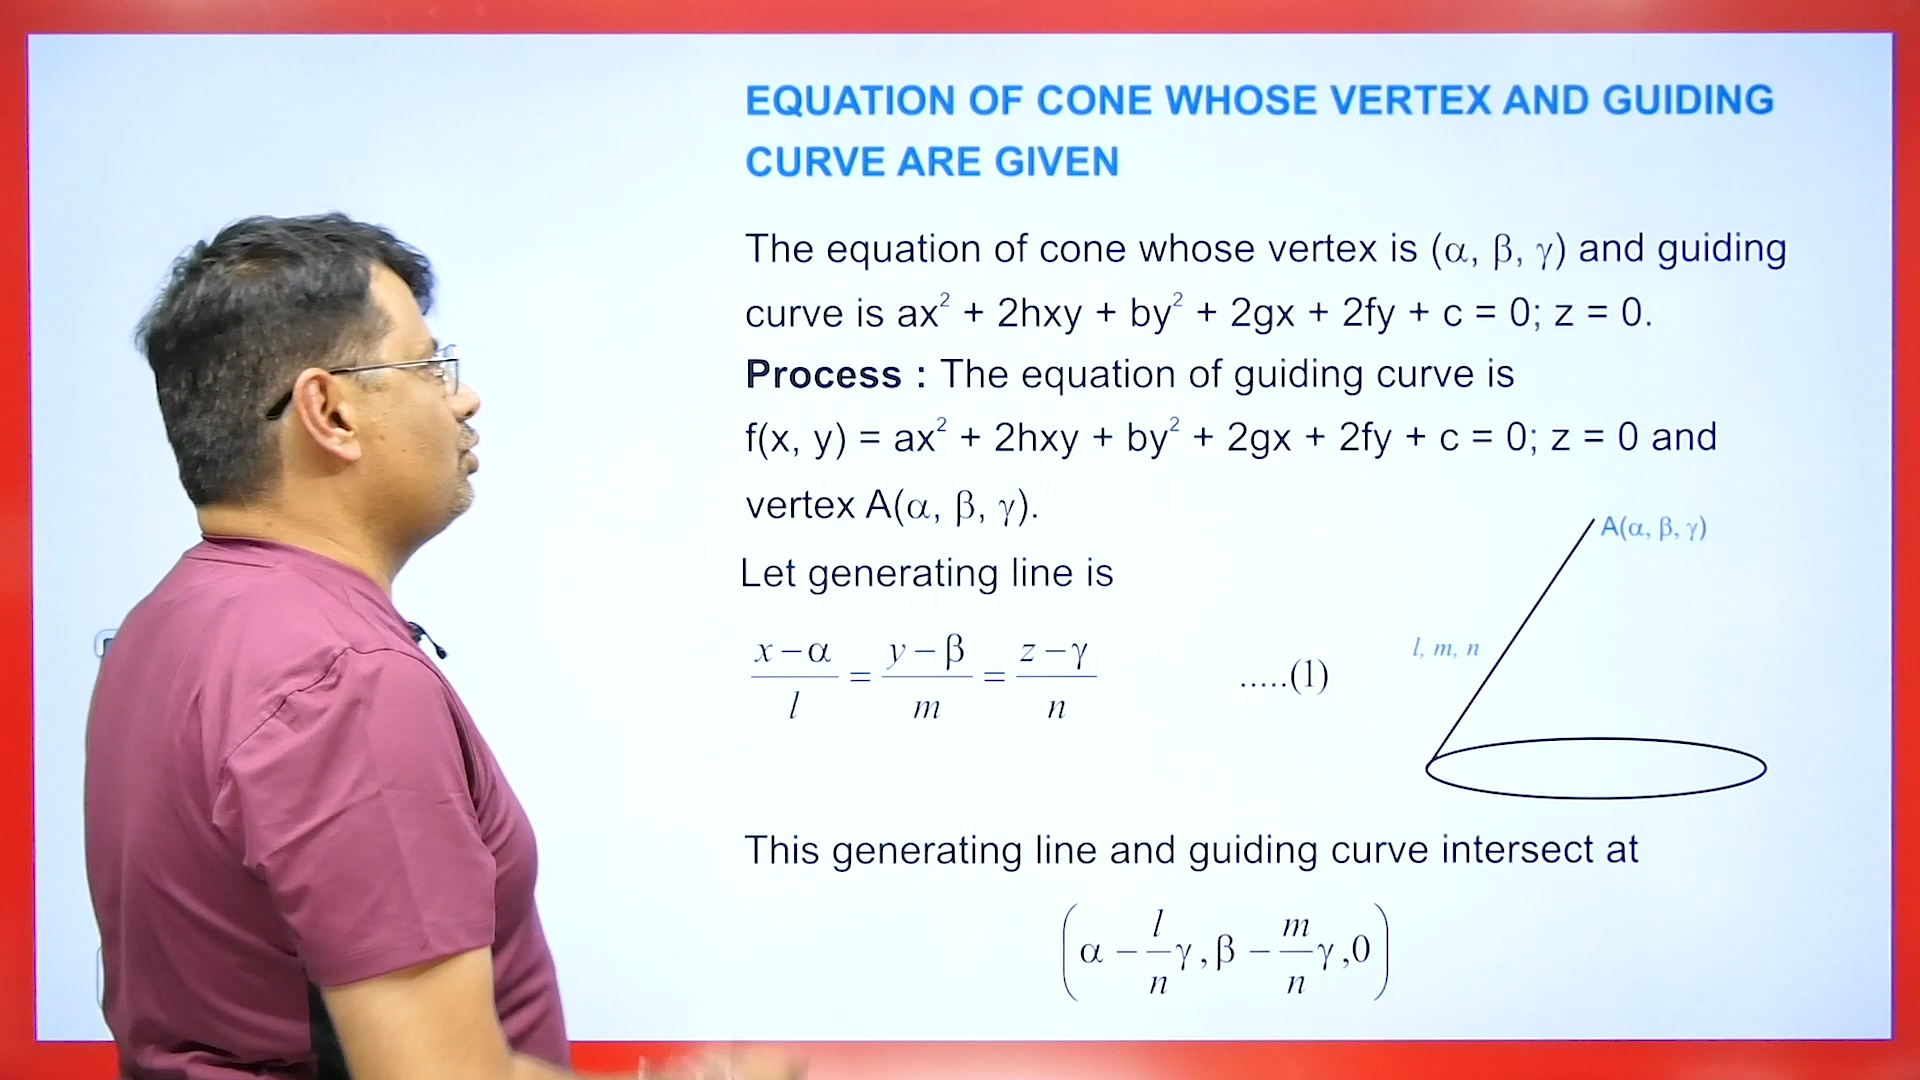 EQUATION OF CONE WHOSE VERTEX AND GUIDING
CURVE ARE GIVEN
The equation of cone whose vertex is (α, β, γ) and guiding
curve is ax² + 2hxy + by² + 2gx + 2fy + c = 0; z = 0.
Process : The equation of guiding curve is
f(x, y) = ax² + 2hxy + by² + 2gx + 2fy + c = 0; z = 0 and
vertex A(α, β, γ).
A(α, β, γ)
Let generating line is
l, m, n
(x − α)/l = (y − β)/m = (z − γ)/n .....(1)
This generating line and guiding curve intersect at
(α − l/n γ, β − m/n γ, 0)